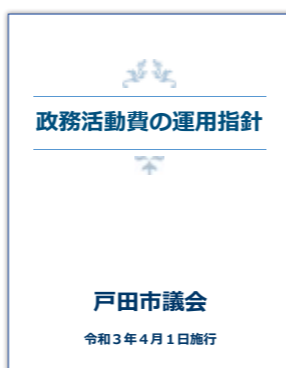 政務活動費の運用指針
戸田市議会
令和３年４月１日施行